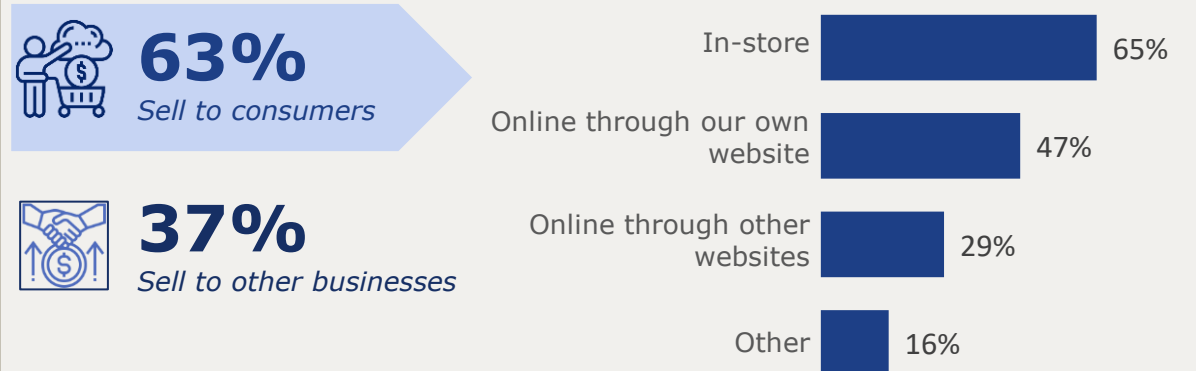 63%
Sell to consumers
37%
Sell to other businesses
In-store
65%
Online through our own
website
47%
Online through other
websites
29%
Other
16%